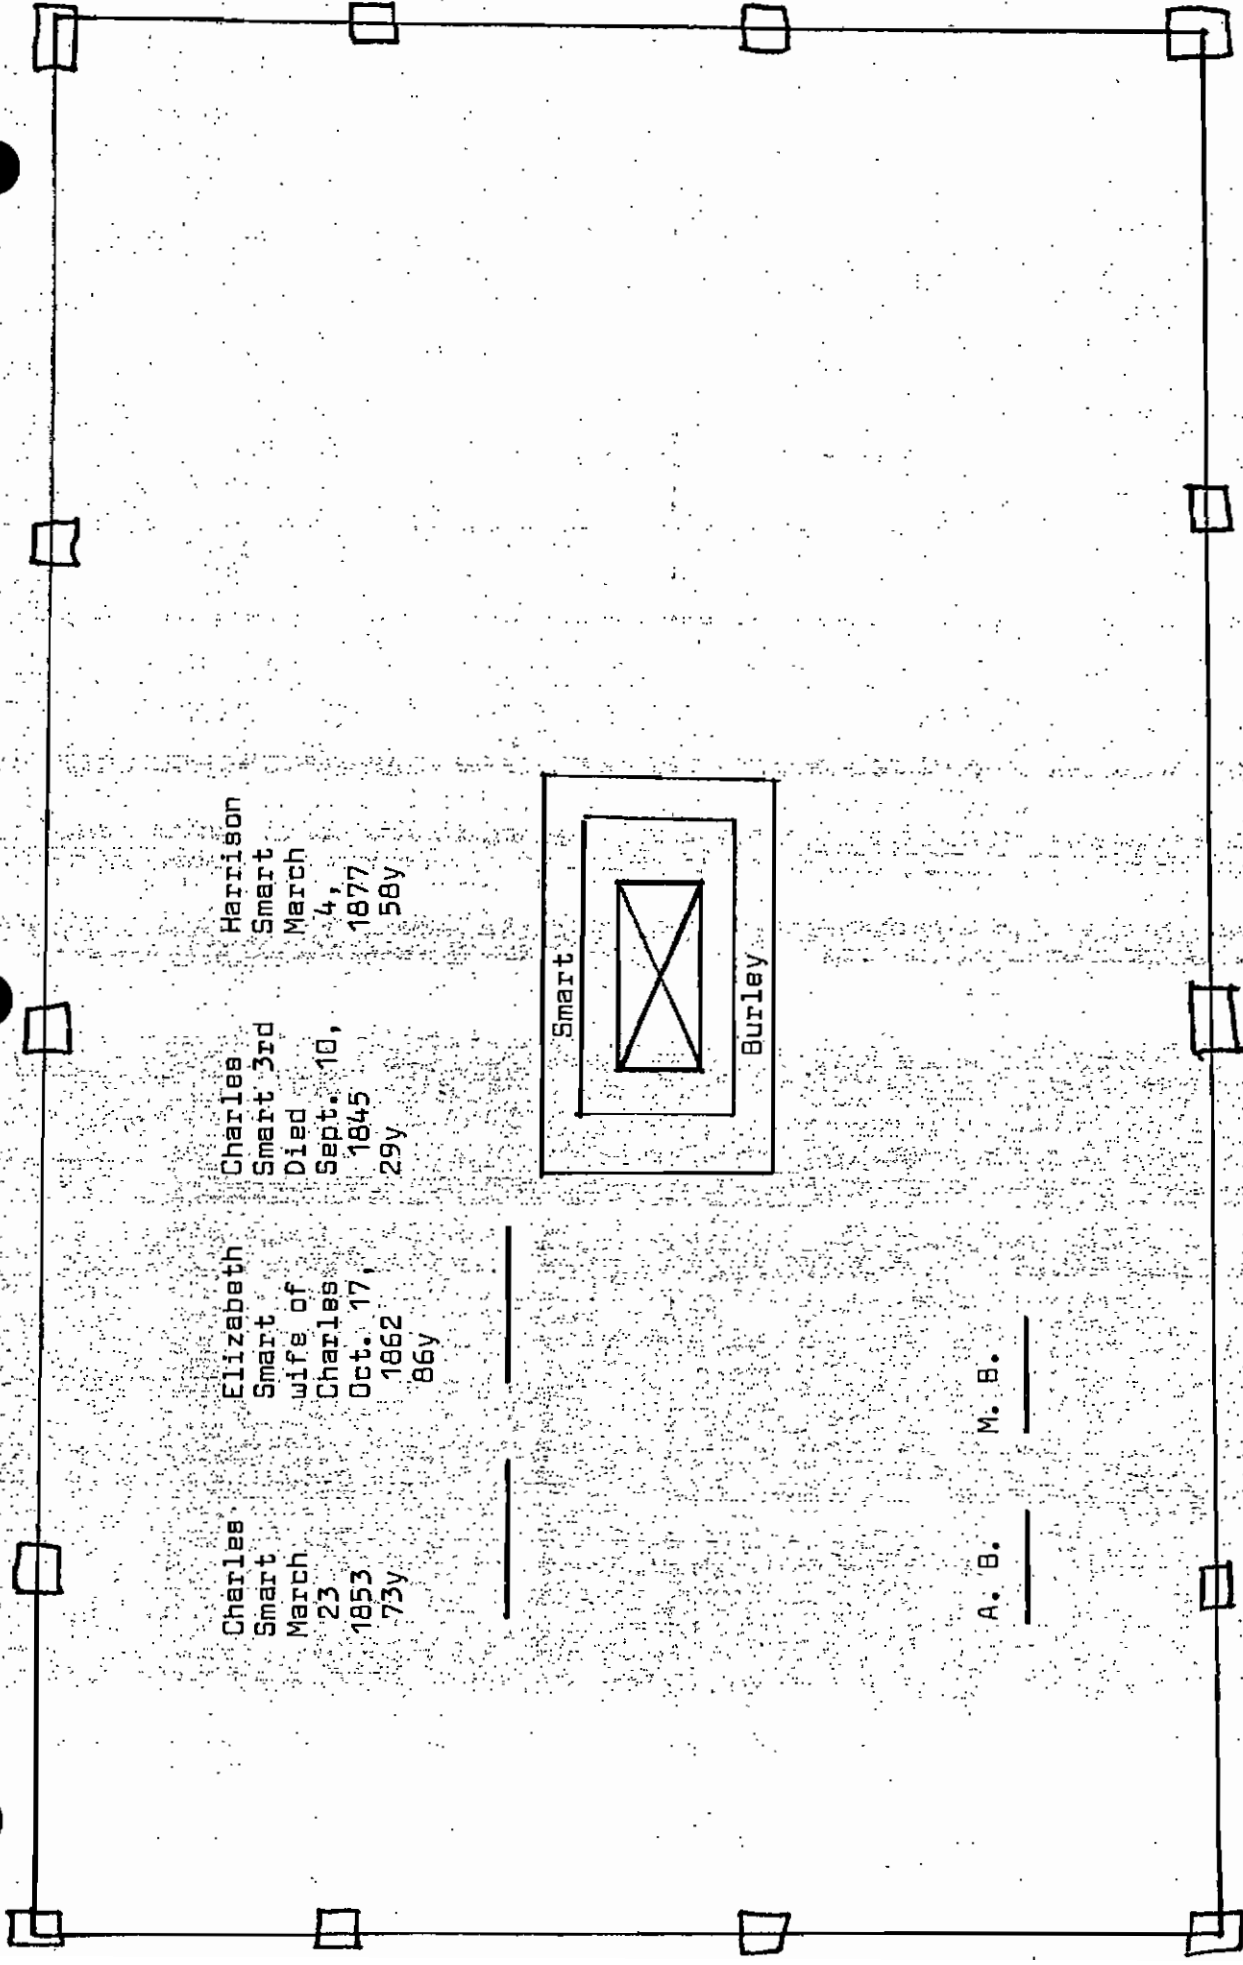 Charles
Smart
March
23
1853
73y
Elizabeth
Smart
wife of
Charles
Oct. 17,
1862
86y
Charles
Smart 3rd
Died
Sept. 10,
1845
29y
Harrison
Smart
March
4,
1877
58y
Smart
Burley
A. B. M. B.